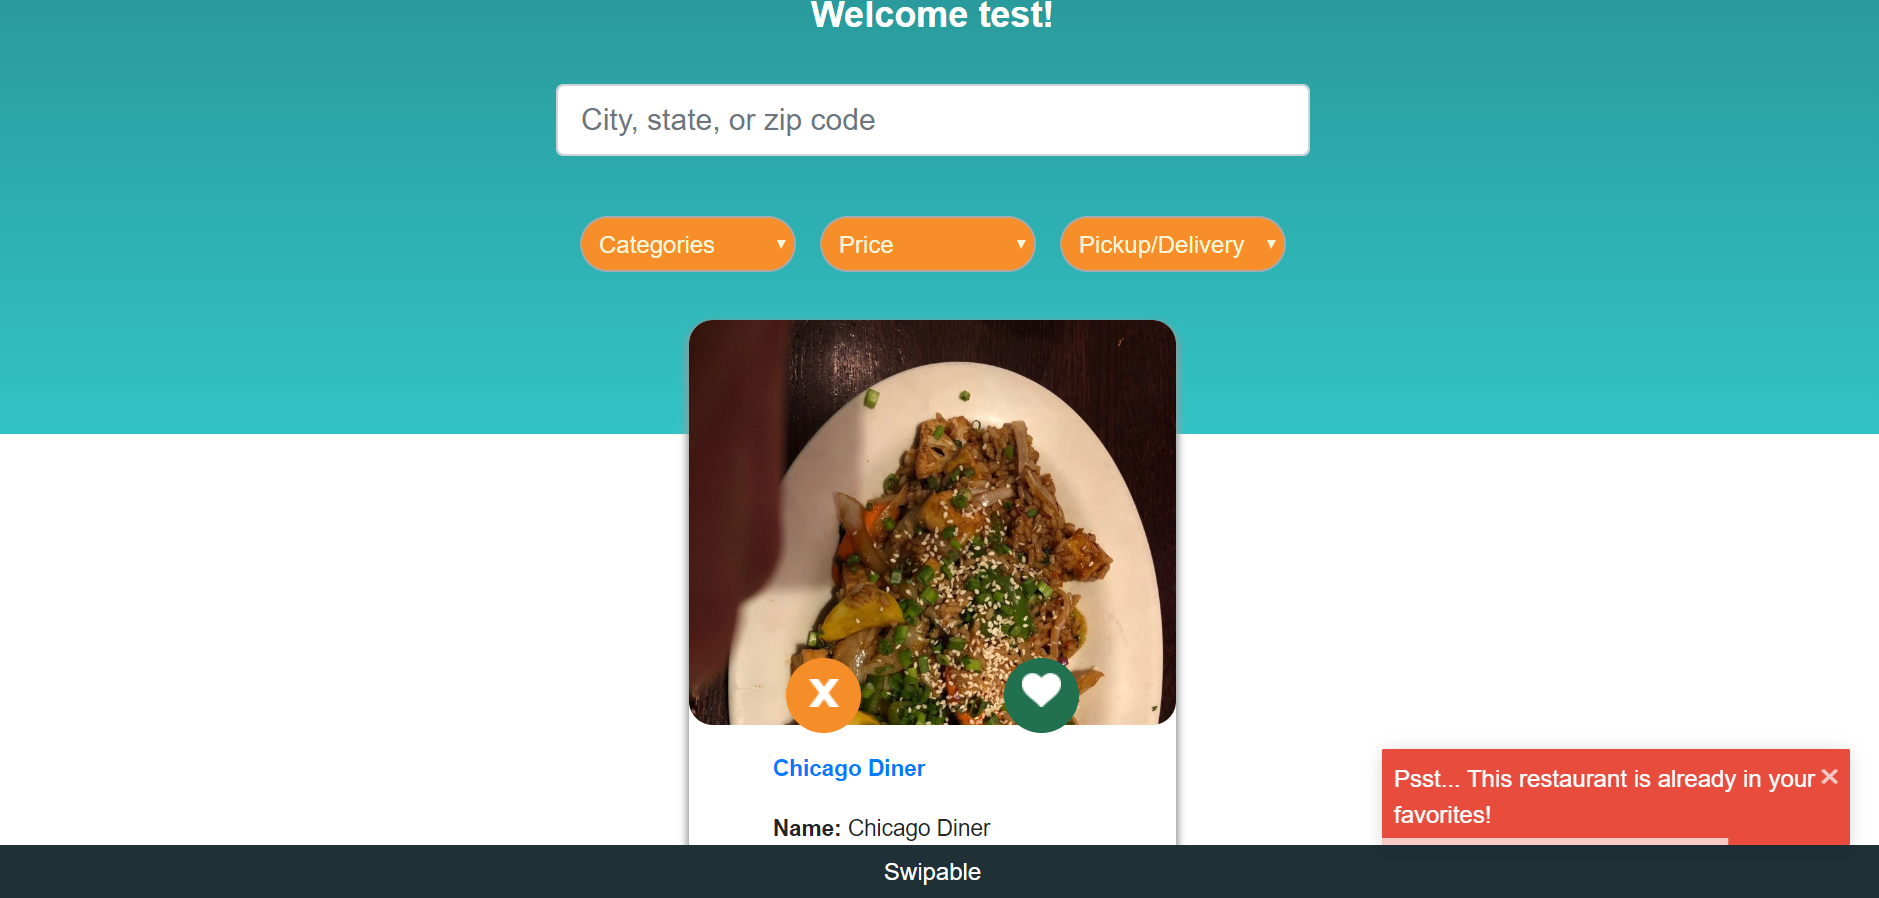 Welcome test!
City, state, or zip code
Categories
Price
Pickup/Delivery
X
Chicago Diner
Name: Chicago Diner
Psst... This restaurant is already in your
favorites!
Swipable